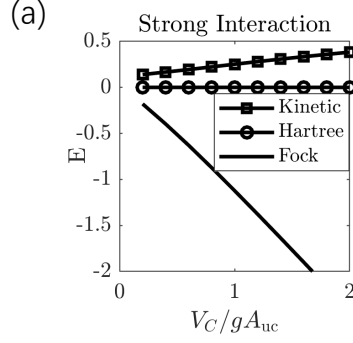 (a)
Strong Interaction
0.5
0
-0.5
-1
-1.5
-2
E
Kinetic
Hartree
Fock
0
1
2
V_C/gA_uc